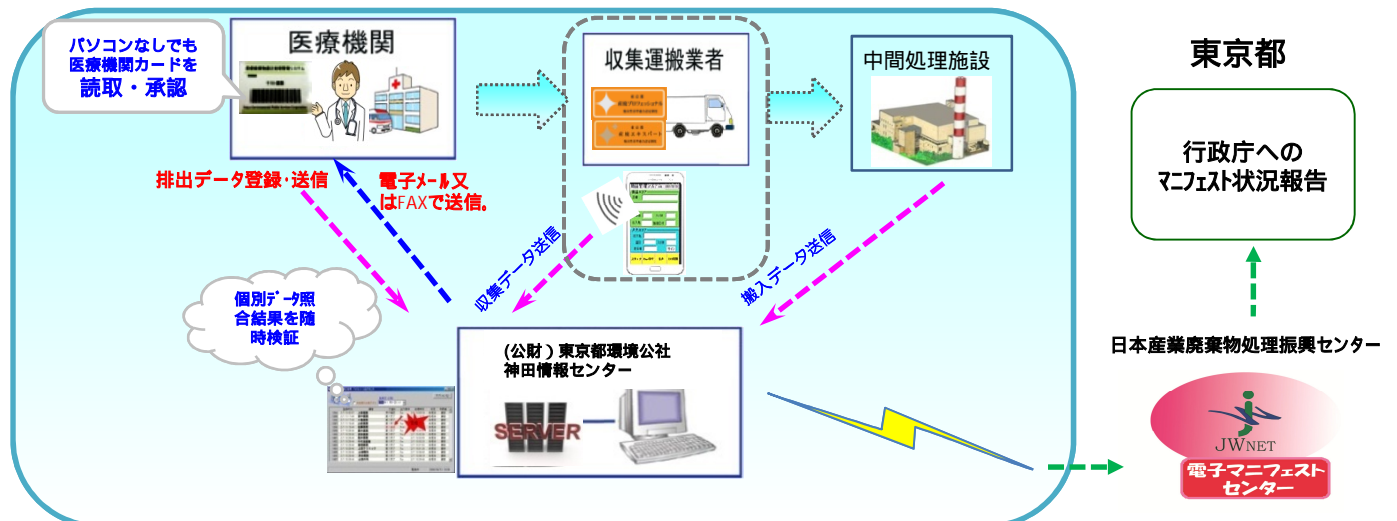 パソコンなしでも
医療機関カードを
読取・承認
医療機関
収集運搬業者
中間処理施設
東京都
行政庁への
マニフェスト状況報告
排出データ登録･送信
電子メール又
はFAXで送信。
収集データ送信
搬入データ送信
個別データ照
合結果を随
時検証
(公財）東京都環境公社
神田情報センター
SERVER
日本産業廃棄物処理振興センター
JWNET
電子マニフェスト
センター